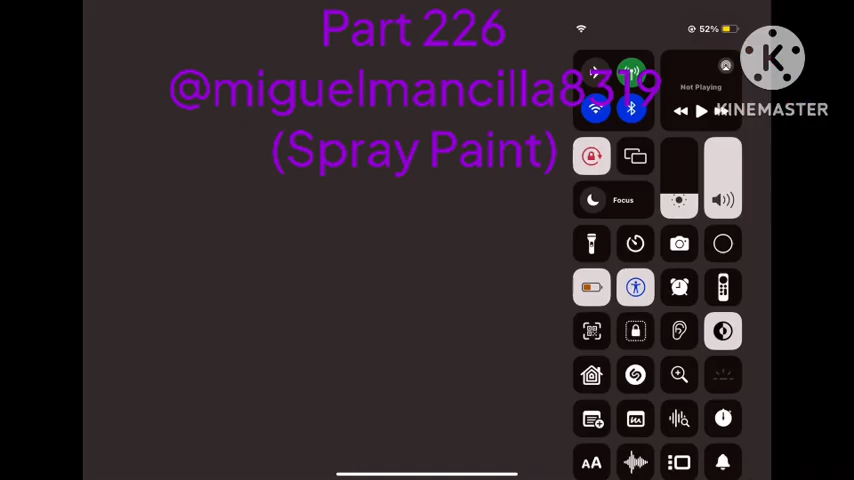 Part 226
@miguelmancilla8319
(Spray Paint)
52%
Not Playing
Focus
AA
K
KINEMASTER